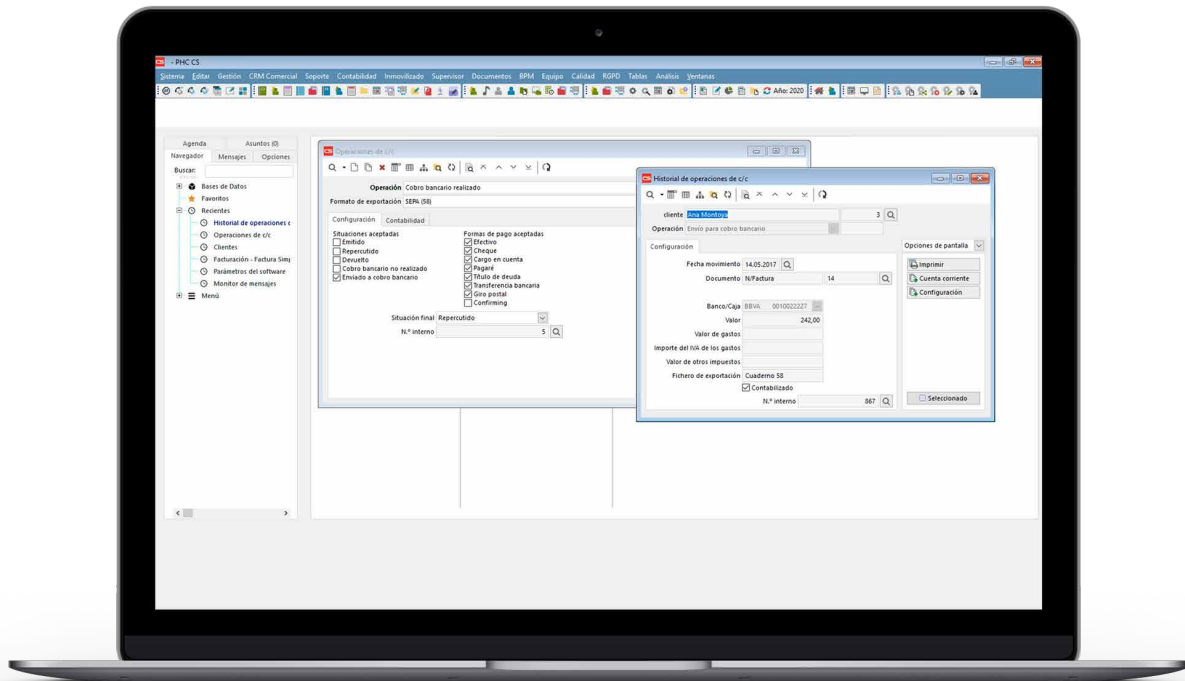 CS - PHC CS
Sistema Editar Gestión CRM Comercial Soporte Contabilidad Inmovilizado Supervisor Documentos BPM Equipo Calidad RGPD Tablas Análisis Ventanas
Año: 2020
Agenda Asuntos (0)
Navegador Mensajes Opciones
Buscar:
Bases de Datos
Favoritos
Recientes
Historial de operaciones c
Operaciones de c/c
Clientes
Facturación - Factura Simp
Parámetros del software
Monitor de mensajes
Menú
CS Operaciones de c/c
Operación Cobro bancario realizado
Formato de exportación SEPA (58)
Configuración Contabilidad
Situaciones aceptadas
Emitido
Repercutido
Devuelto
Cobro bancario no realizado
Enviado a cobro bancario
Formas de pago aceptadas
Efectivo
Cheque
Cargo en cuenta
Pagaré
Título de deuda
Transferencia bancaria
Giro postal
Confirming
Situación final Repercutido
N.º interno 5
CS Historial de operaciones de c/c
cliente Ana Montoya 3
Operación Envío para cobro bancario
Configuración
Fecha movimiento 14.05.2017
Documento N/Factura 14
Banco/Caja BBVA 0010022227
Valor 242,00
Valor de gastos
Importe del IVA de los gastos
Valor de otros impuestos
Fichero de exportación Cuaderno 58
Contabilizado
N.º interno 867
Opciones de pantalla
Imprimir
Cuenta corriente
Configuración
Seleccionado